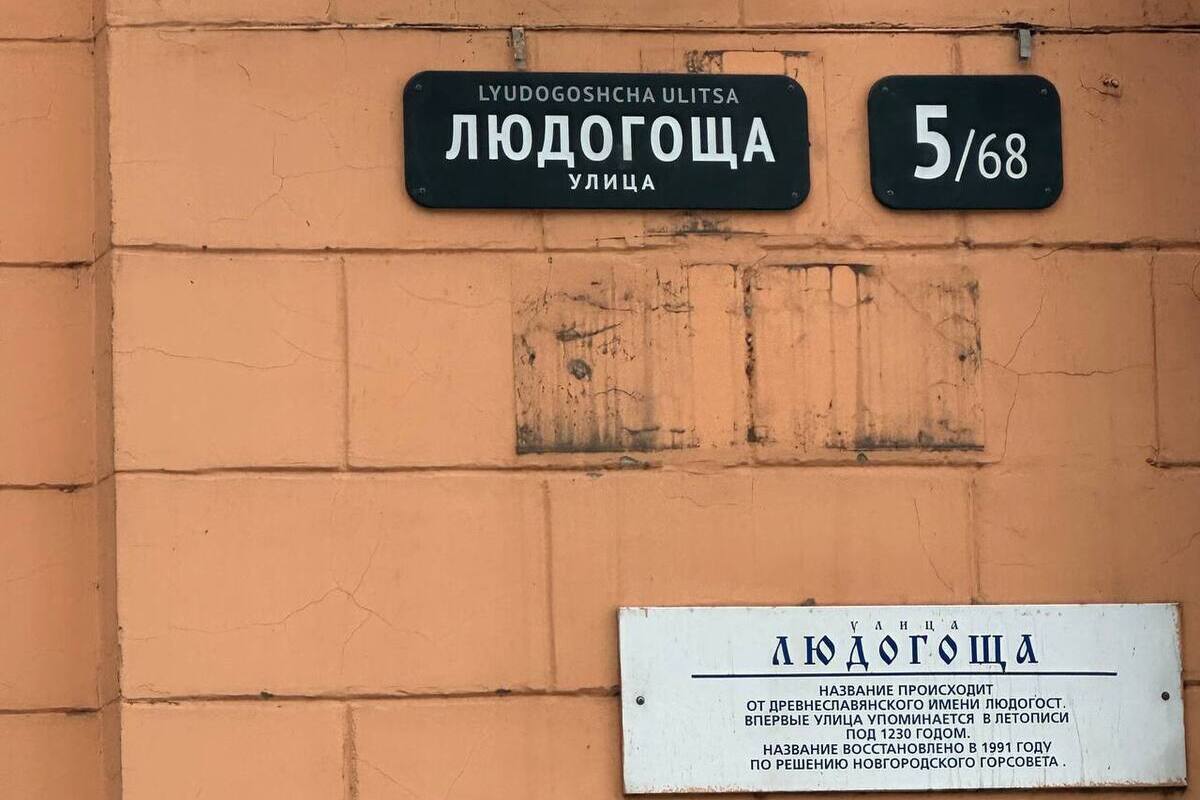 LYUDOGOSHCHA ULITSA
ЛЮДОГОЩА
УЛИЦА
5/68
УЛИЦА
ЛЮДОГОЩА
НАЗВАНИЕ ПРОИСХОДИТ
ОТ ДРЕВНЕСЛАВЯНСКОГО ИМЕНИ ЛЮДОГОСТ.
ВПЕРВЫЕ УЛИЦА УПОМИНАЕТСЯ В ЛЕТОПИСИ
ПОД 1230 ГОДОМ.
НАЗВАНИЕ ВОССТАНОВЛЕНО В 1991 ГОДУ
ПО РЕШЕНИЮ НОВГОРОДСКОГО ГОРСОВЕТА .